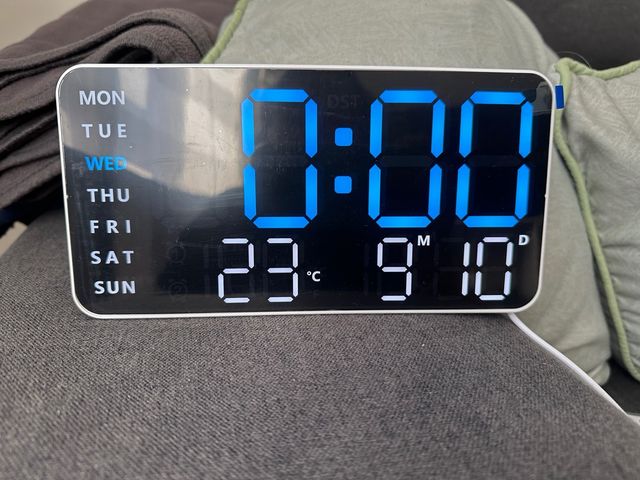 MON
TUE
WED
THU
FRI
SAT
SUN
DST
0:00
23 °C 9 M 10 D